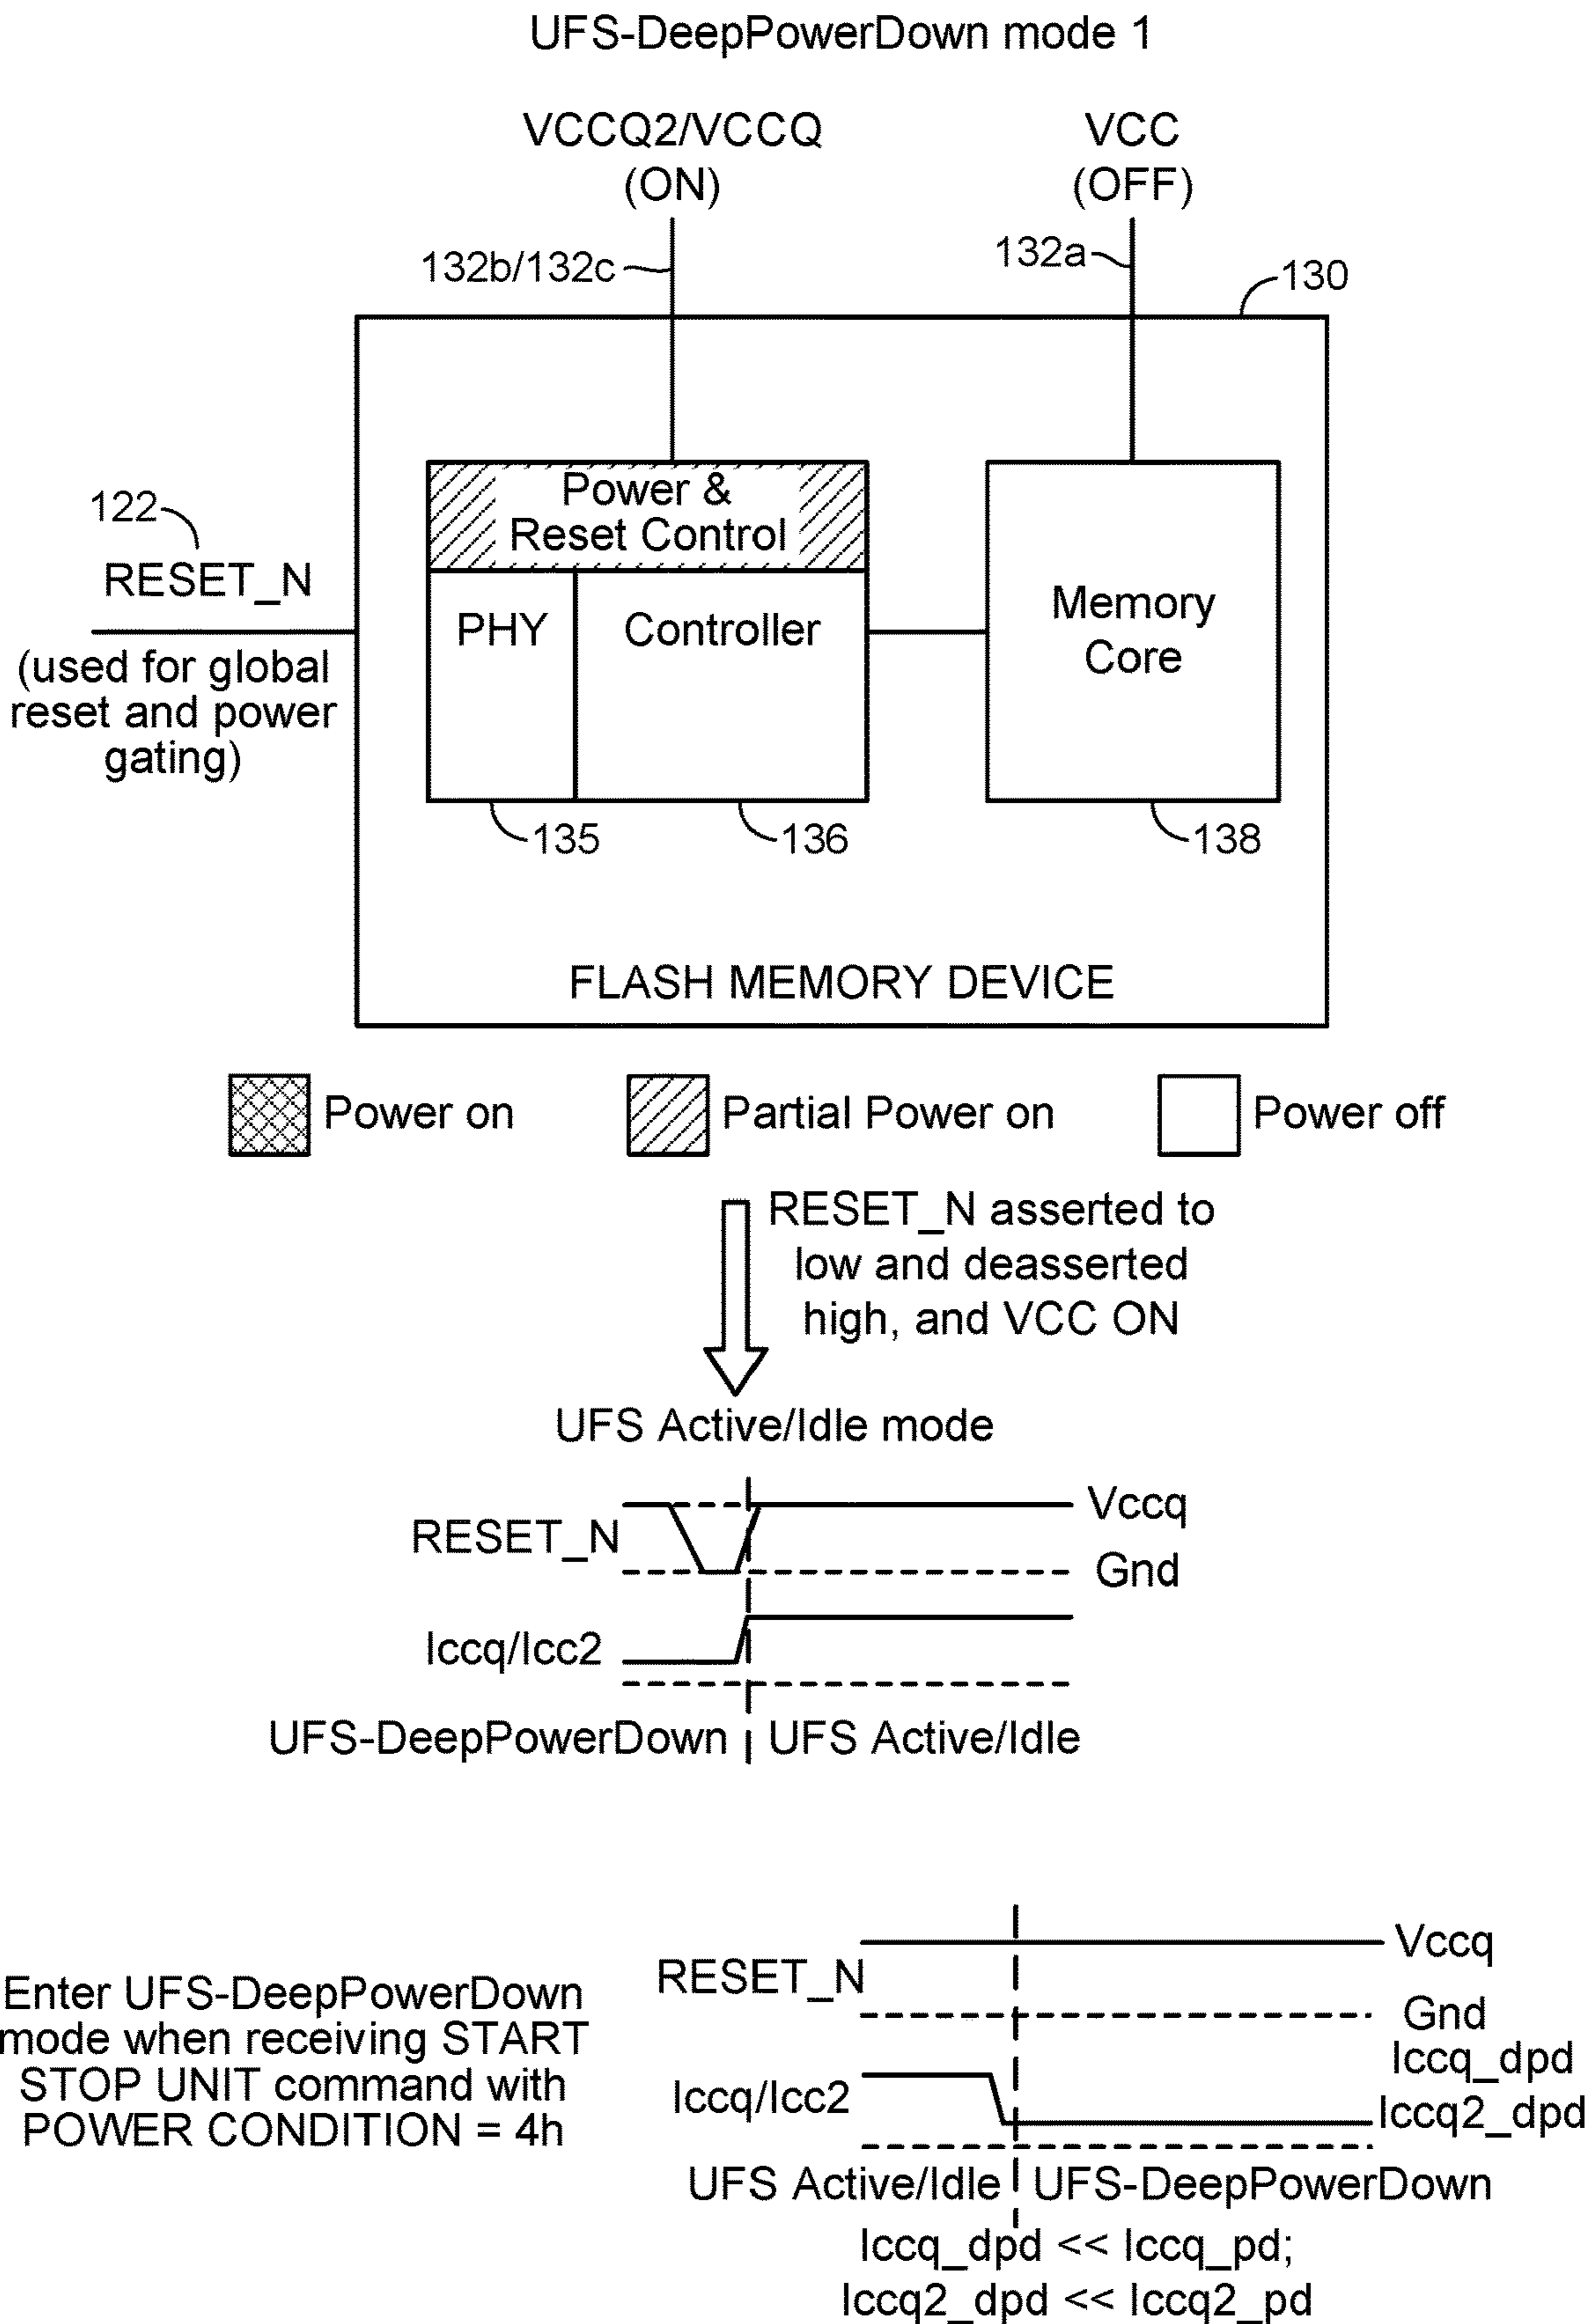 UFS-DeepPowerDown mode 1
VCCQ2/VCCQ
(ON)
VCC
(OFF)
132b/132c
132a
130
122
RESET_N
(used for global
reset and power
gating)
Power &
Reset Control
PHY
Controller
Memory
Core
135
136
138
FLASH MEMORY DEVICE
Power on
Partial Power on
Power off
RESET_N asserted to
low and deasserted
high, and VCC ON
UFS Active/Idle mode
RESET_N
Vccq
Gnd
Iccq/Icc2
UFS-DeepPowerDown
UFS Active/Idle
Enter UFS-DeepPowerDown
mode when receiving START
STOP UNIT command with
POWER CONDITION = 4h
RESET_N
Vccq
Gnd
Iccq/Icc2
Iccq_dpd
Iccq2_dpd
UFS Active/Idle
UFS-DeepPowerDown
Iccq_dpd << Iccq_pd;
Iccq2_dpd << Iccq2_pd